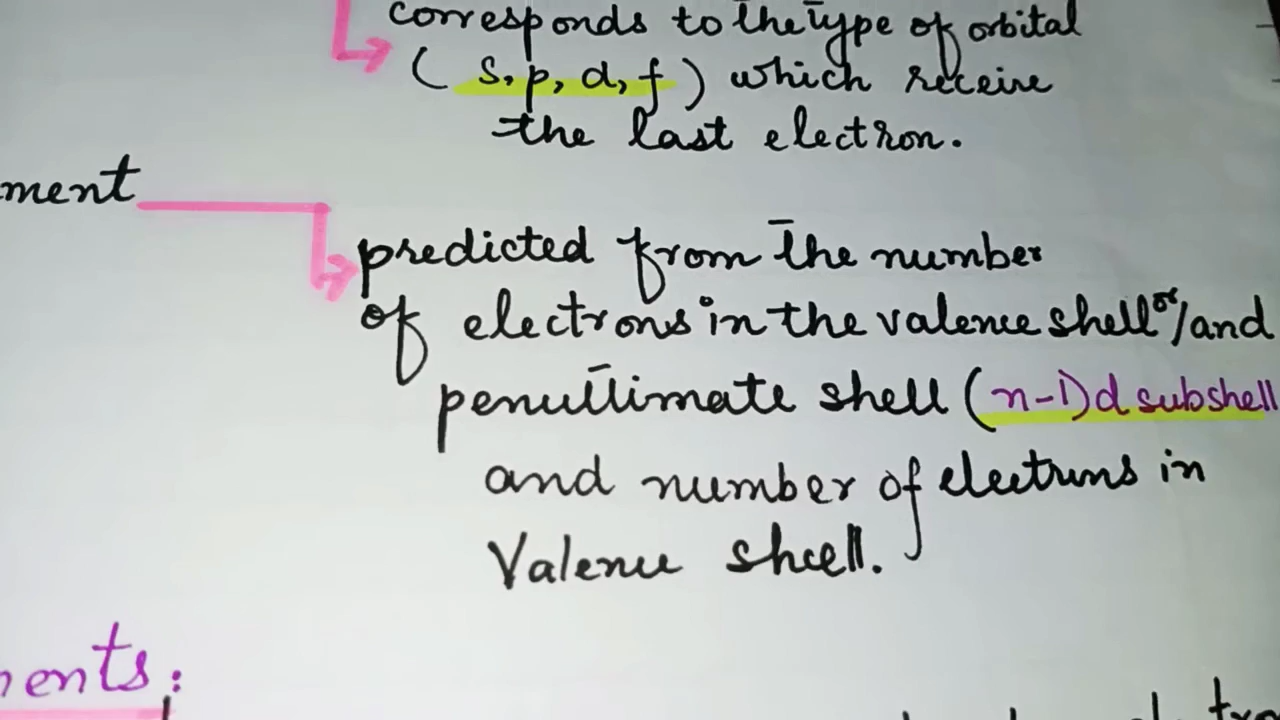 corresponds to the type of orbital
( s, p, d, f ) which receive
the last electron.
ment
predicted from the number
of electrons in the valence shell or/and
penultimate shell (n-1)d subshell
and number of electrons in
Valence shell.
ents: